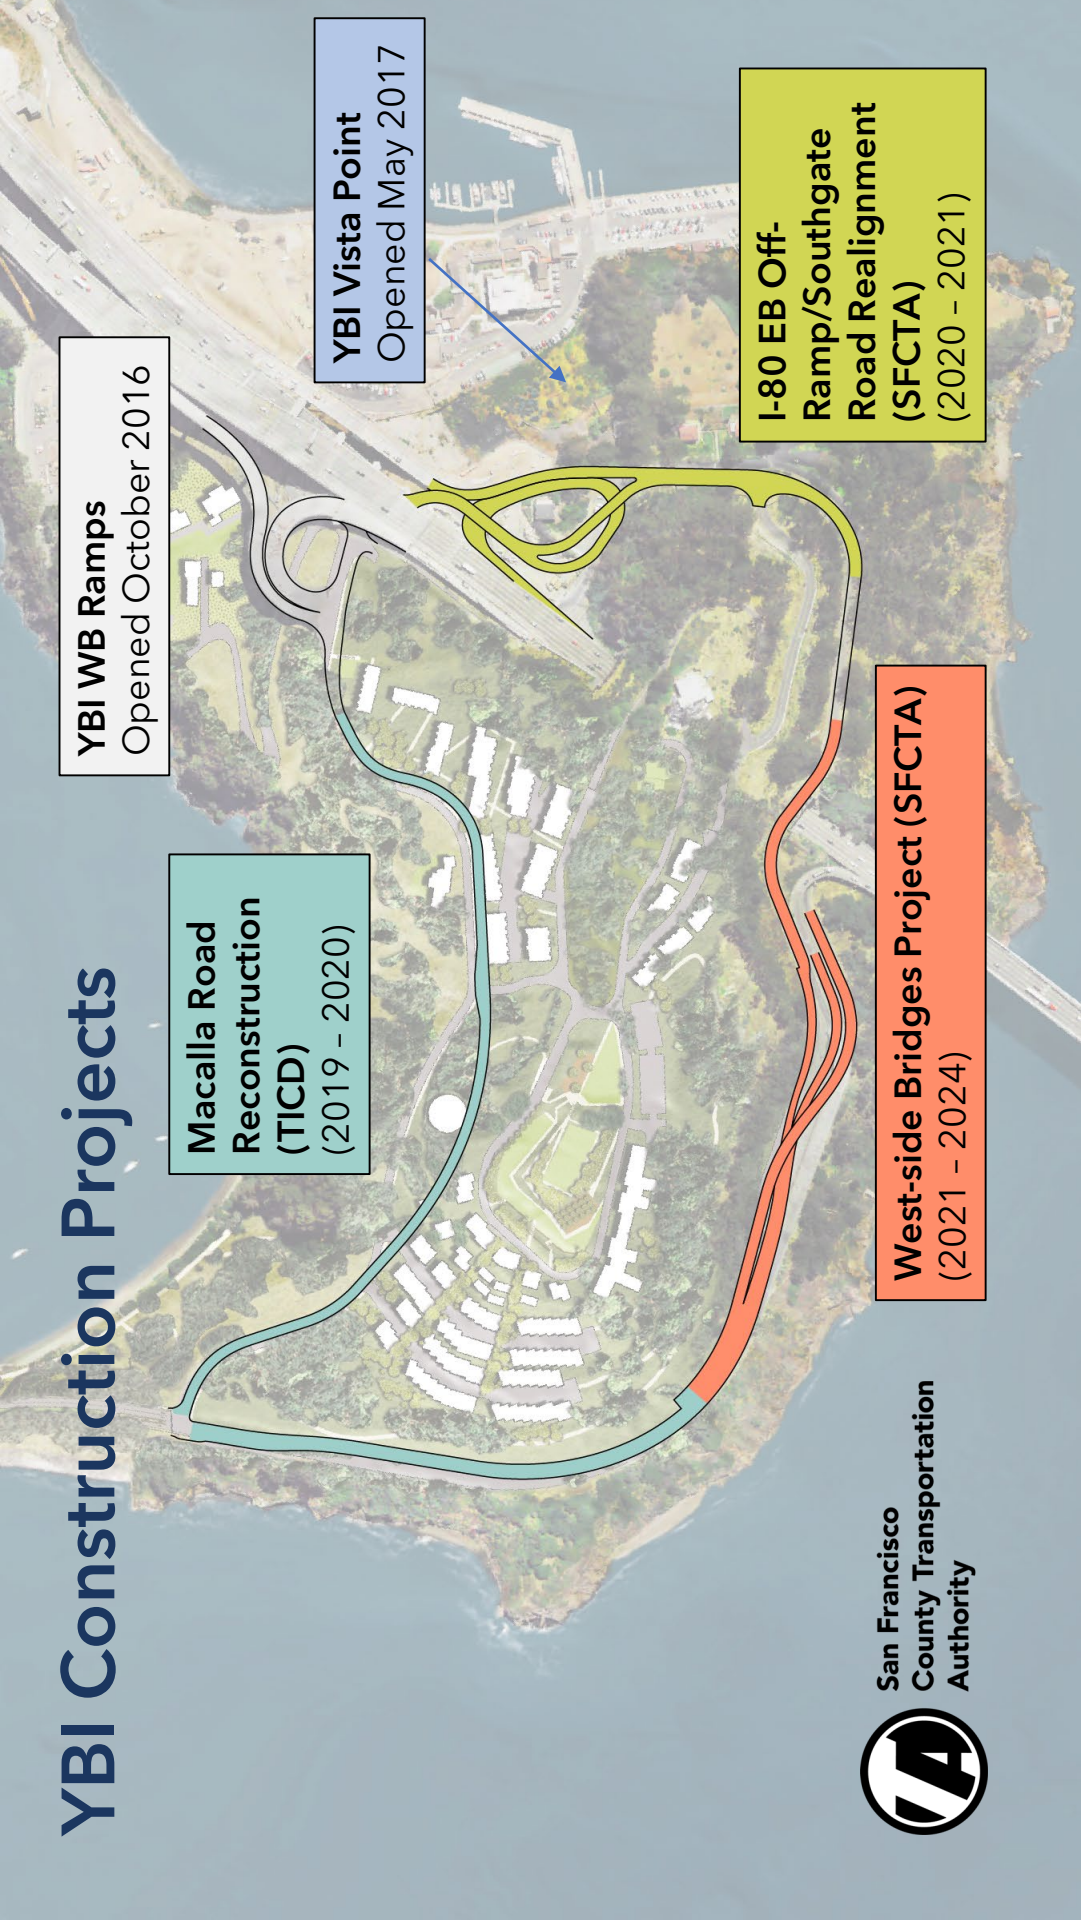 YBI Construction Projects
YBI WB Ramps
Opened October 2016
Macalla Road
Reconstruction
(TICD)
(2019 – 2020)
YBI Vista Point
Opened May 2017
I-80 EB Off-
Ramp/Southgate
Road Realignment
(SFCTA)
(2020 – 2021)
West-side Bridges Project (SFCTA)
(2021 – 2024)
San Francisco
County Transportation
Authority